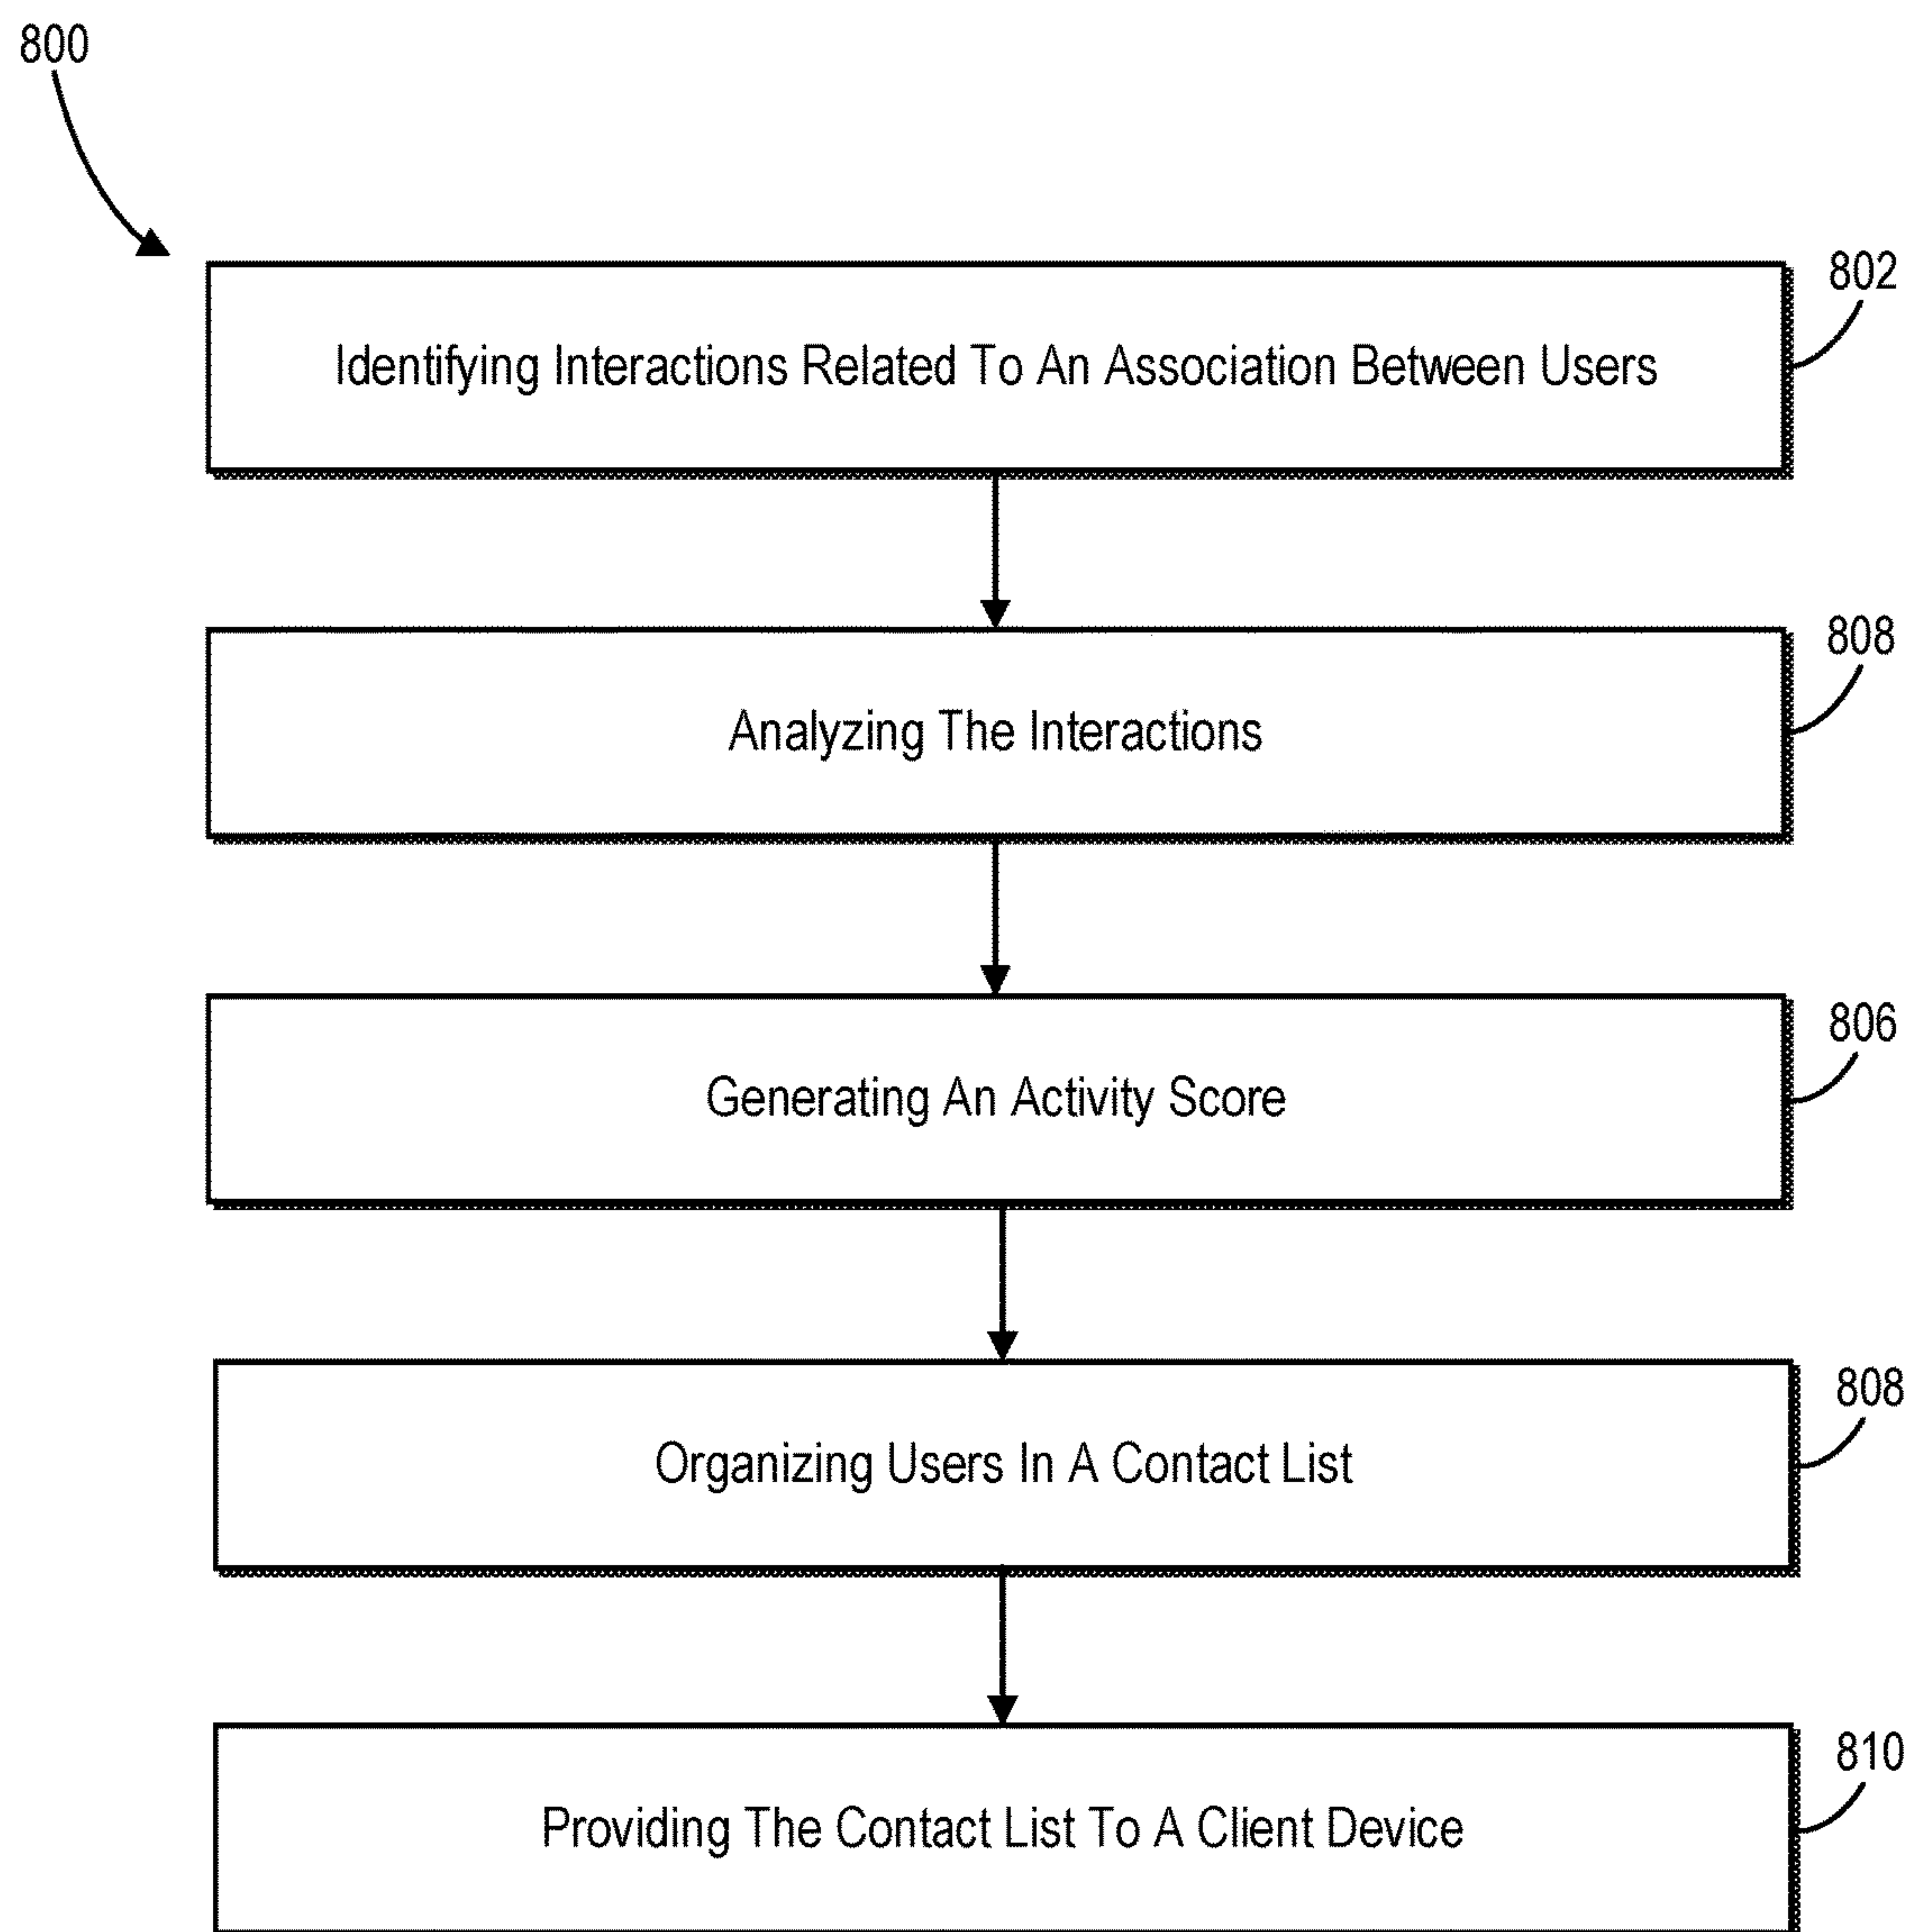 800
802
Identifying Interactions Related To An Association Between Users
808
Analyzing The Interactions
806
Generating An Activity Score
808
Organizing Users In A Contact List
810
Providing The Contact List To A Client Device